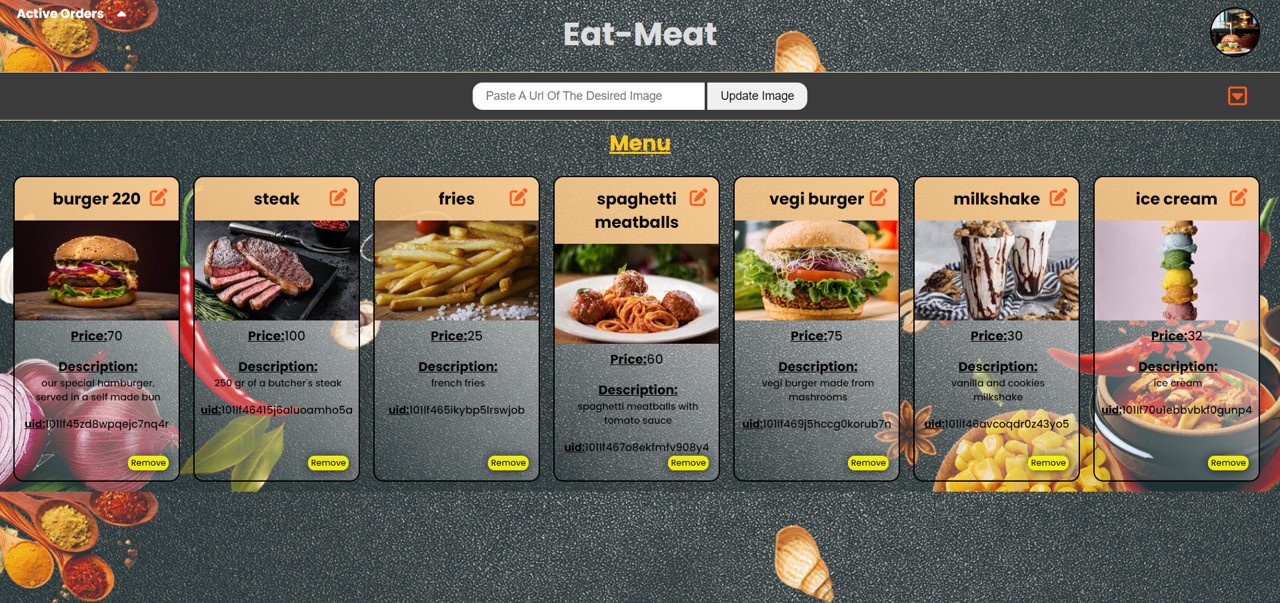 Active Orders
Eat-Meat
Paste A Url Of The Desired Image
Update Image
Menu
burger 220
Price:70
Description:
our special hamburger,
served in a self made bun
uid:101lf45zd8wpqejc7nq4r
Remove
steak
Price:100
Description:
250 gr of a butcher's steak
uid:101lf46415j6aluoamho5a
Remove
fries
Price:25
Description:
french fries
uid:101lf465ikybp5lrswjob
Remove
spaghetti
meatballs
Price:60
Description:
spaghetti meatballs with
tomato sauce
uid:101lf467o8ekfmfv908y4
Remove
vegi burger
Price:75
Description:
vegi burger made from
mashrooms
uid:101lf469j5hccg0korub7n
Remove
milkshake
Price:30
Description:
vanilla and cookies
milkshake
uid:101lf46avcoqdr0z43yo5
Remove
ice cream
Price:32
Description:
ice cream
uid:101lf70u1ebbvbkf0gunp4
Remove